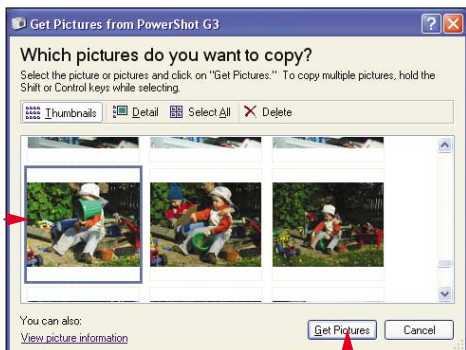 Get Pictures from PowerShot G3
Which pictures do you want to copy?
Select the picture or pictures and click on "Get Pictures." To copy multiple pictures, hold the
Shift or Control keys while selecting.
Thumbnails Detail Select All Delete
You can also:
View picture information
Get Pictures Cancel